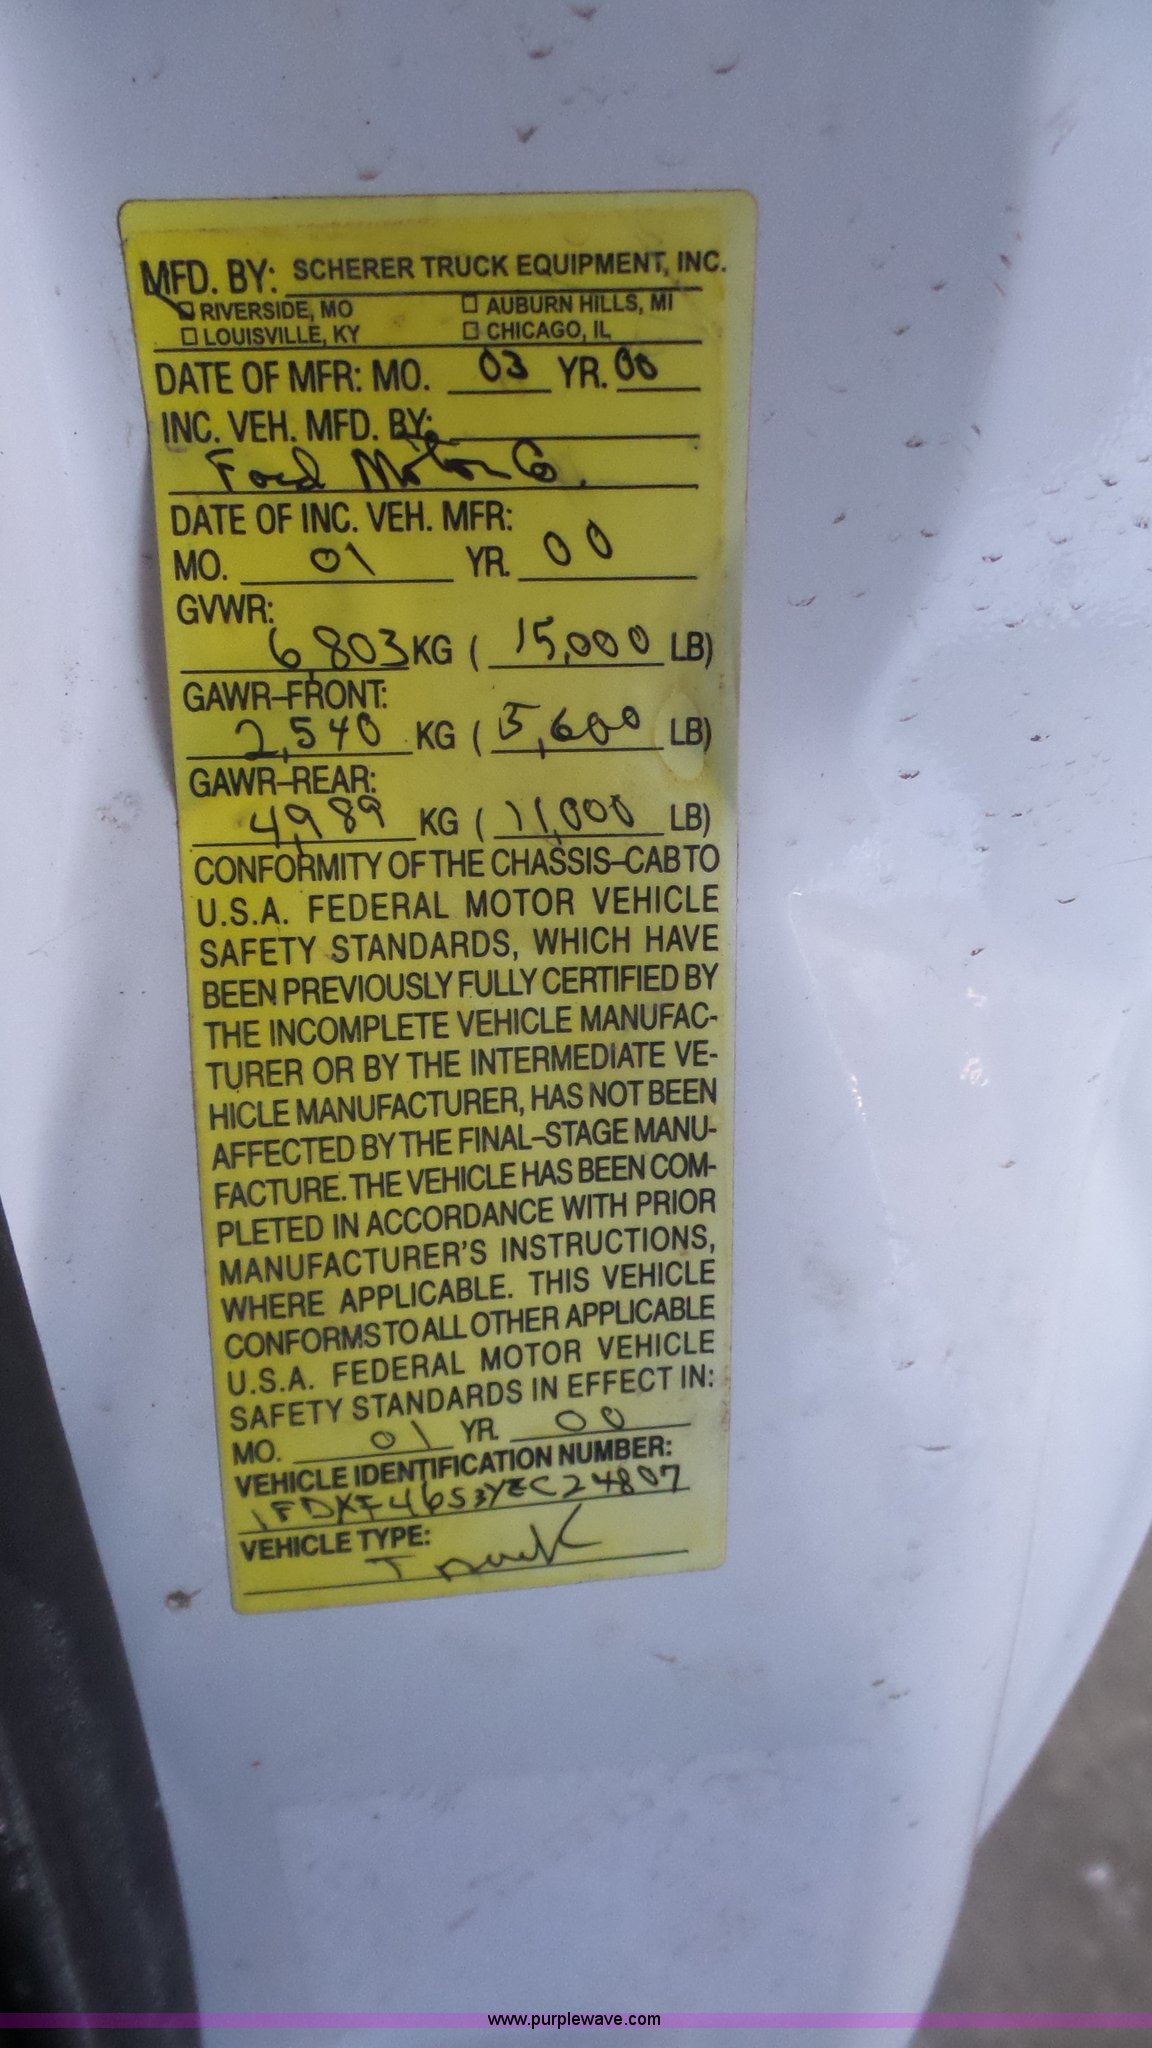 MFD. BY: SCHERER TRUCK EQUIPMENT, INC.
RIVERSIDE, MO AUBURN HILLS, MI
LOUISVILLE, KY CHICAGO, IL
DATE OF MFR: MO. 03 YR. 00
INC. VEH. MFD. BY:
Ford Motor Co.
DATE OF INC. VEH. MFR:
MO. 01 YR. 00
GVWR:
6,803 KG ( 15,000 LB)
GAWR-FRONT:
2,540 KG ( 5,600 LB)
GAWR-REAR:
4,989 KG ( 11,000 LB)
CONFORMITY OF THE CHASSIS-CAB TO
U.S.A. FEDERAL MOTOR VEHICLE
SAFETY STANDARDS, WHICH HAVE
BEEN PREVIOUSLY FULLY CERTIFIED BY
THE INCOMPLETE VEHICLE MANUFAC-
TURER OR BY THE INTERMEDIATE VE-
HICLE MANUFACTURER, HAS NOT BEEN
AFFECTED BY THE FINAL-STAGE MANU-
FACTURE. THE VEHICLE HAS BEEN COM-
PLETED IN ACCORDANCE WITH PRIOR
MANUFACTURER'S INSTRUCTIONS,
WHERE APPLICABLE. THIS VEHICLE
CONFORMS TO ALL OTHER APPLICABLE
U.S.A. FEDERAL MOTOR VEHICLE
SAFETY STANDARDS IN EFFECT IN:
MO. 01 YR. 00
VEHICLE IDENTIFICATION NUMBER:
1FDXF46S3YEC24807
VEHICLE TYPE:
Truck
www.purplewave.com